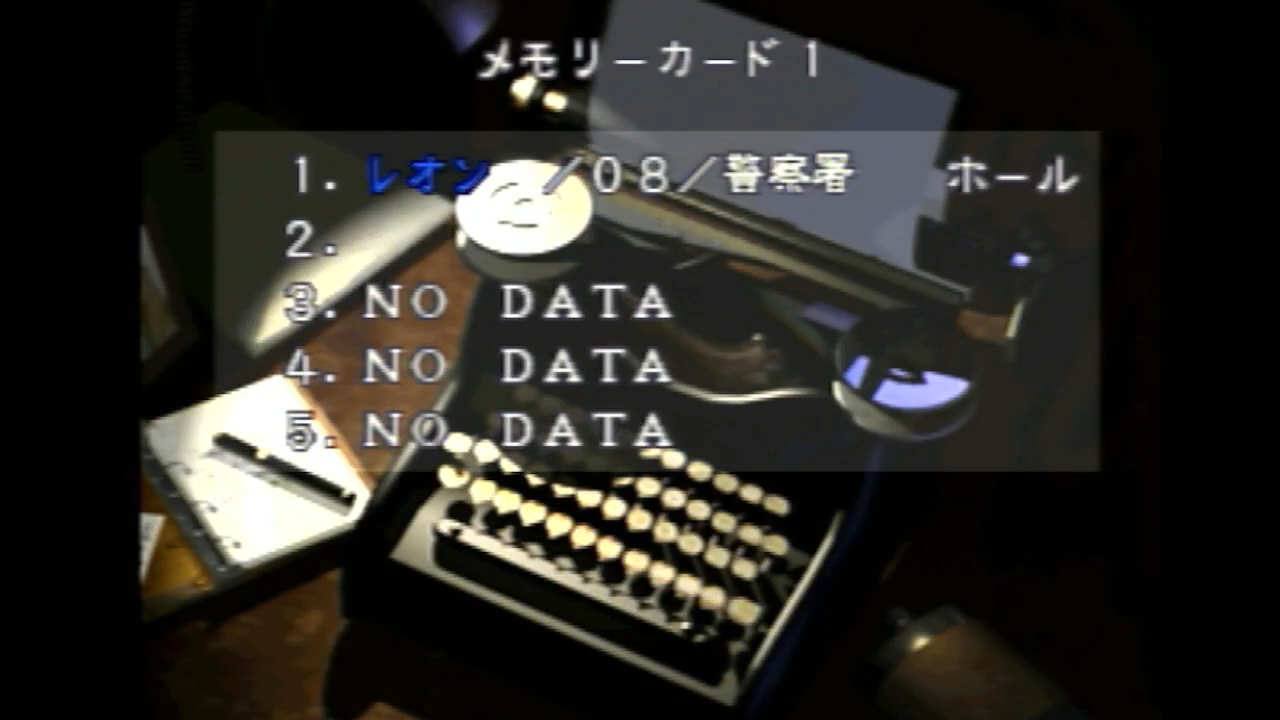 メモリーカード 1
1. レオン /08/警察署 ホール
2.
3. NO DATA
4. NO DATA
5. NO DATA